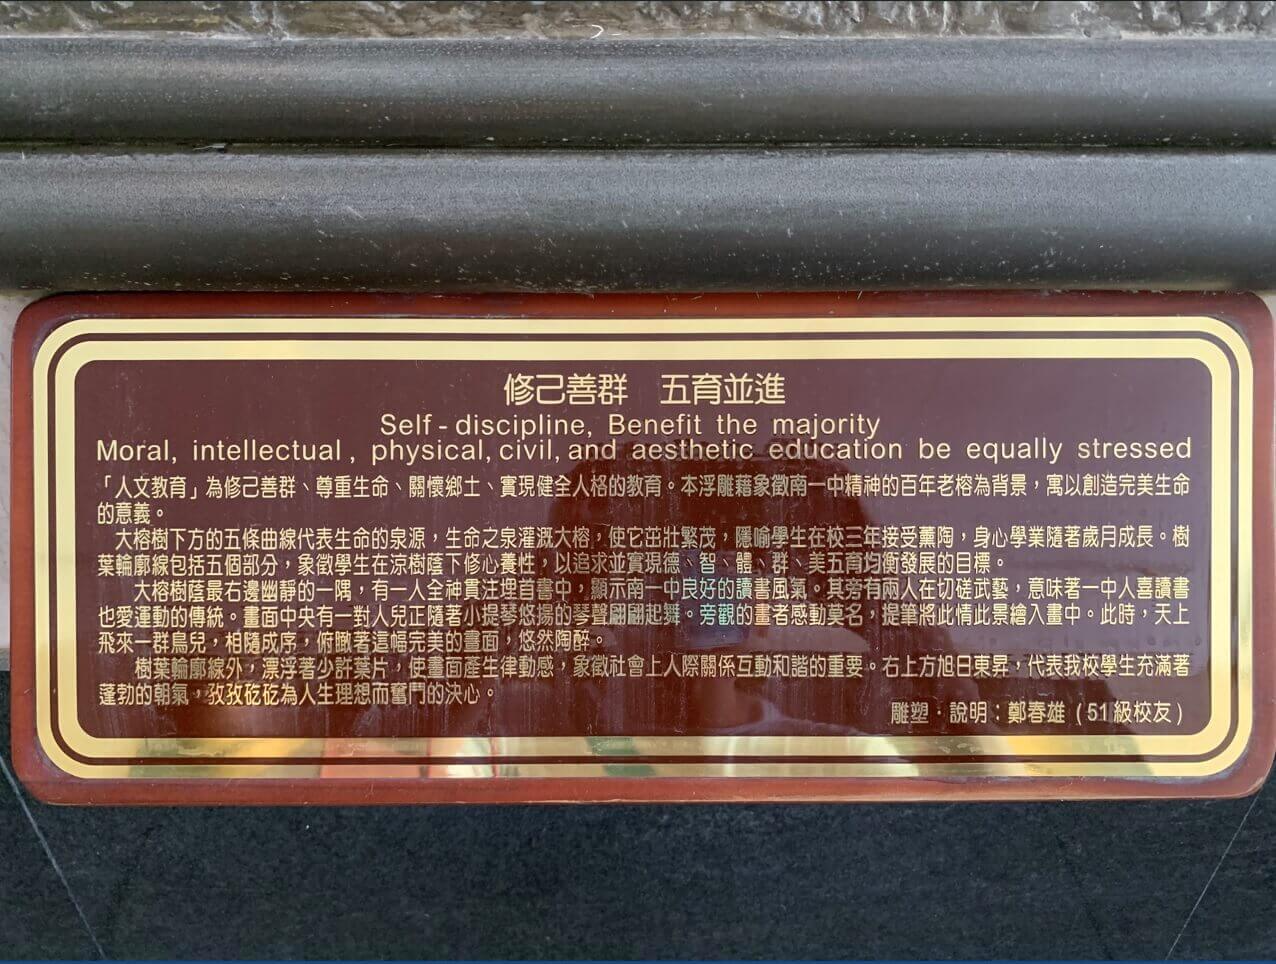 修己善群　五育並進
Self-discipline, Benefit the majority
Moral, intellectual, physical, civil, and aesthetic education be equally stressed
「人文教育」為修己善群、尊重生命、關懷鄉土、實現健全人格的教育。本浮雕藉象徵南一中精神的百年老榕為背景，寓以創造完美生命
的意義。
大榕樹下方的五條曲線代表生命的泉源，生命之泉灌溉大榕，使它茁壯繁茂，隱喻學生在校三年接受薰陶，身心學業隨著歲月成長。樹
葉輪廓線包括五個部分，象徵學生在涼樹蔭下修心養性，以追求並實現德、智、體、群、美五育均衡發展的目標。
大榕樹蔭最右邊幽靜的一隅，有一人全神貫注埋首書中，顯示南一中良好的讀書風氣。其旁有兩人在切磋武藝，意味著一中人喜讀書
也愛運動的傳統。畫面中央有一對人兒正隨著小提琴悠揚的琴聲翩翩起舞。旁觀的畫者感動莫名，提筆將此情此景繪入畫中。此時，天上
飛來一群鳥兒，相隨成序，俯瞰著這幅完美的畫面，悠然陶醉。
樹葉輪廓線外，漂浮著少許葉片，使畫面產生律動感，象徵社會上人際關係互動和諧的重要。右上方旭日東昇，代表我校學生充滿著
蓬勃的朝氣，孜孜矻矻為人生理想而奮鬥的決心。
雕塑．說明：鄭春雄（51級校友）